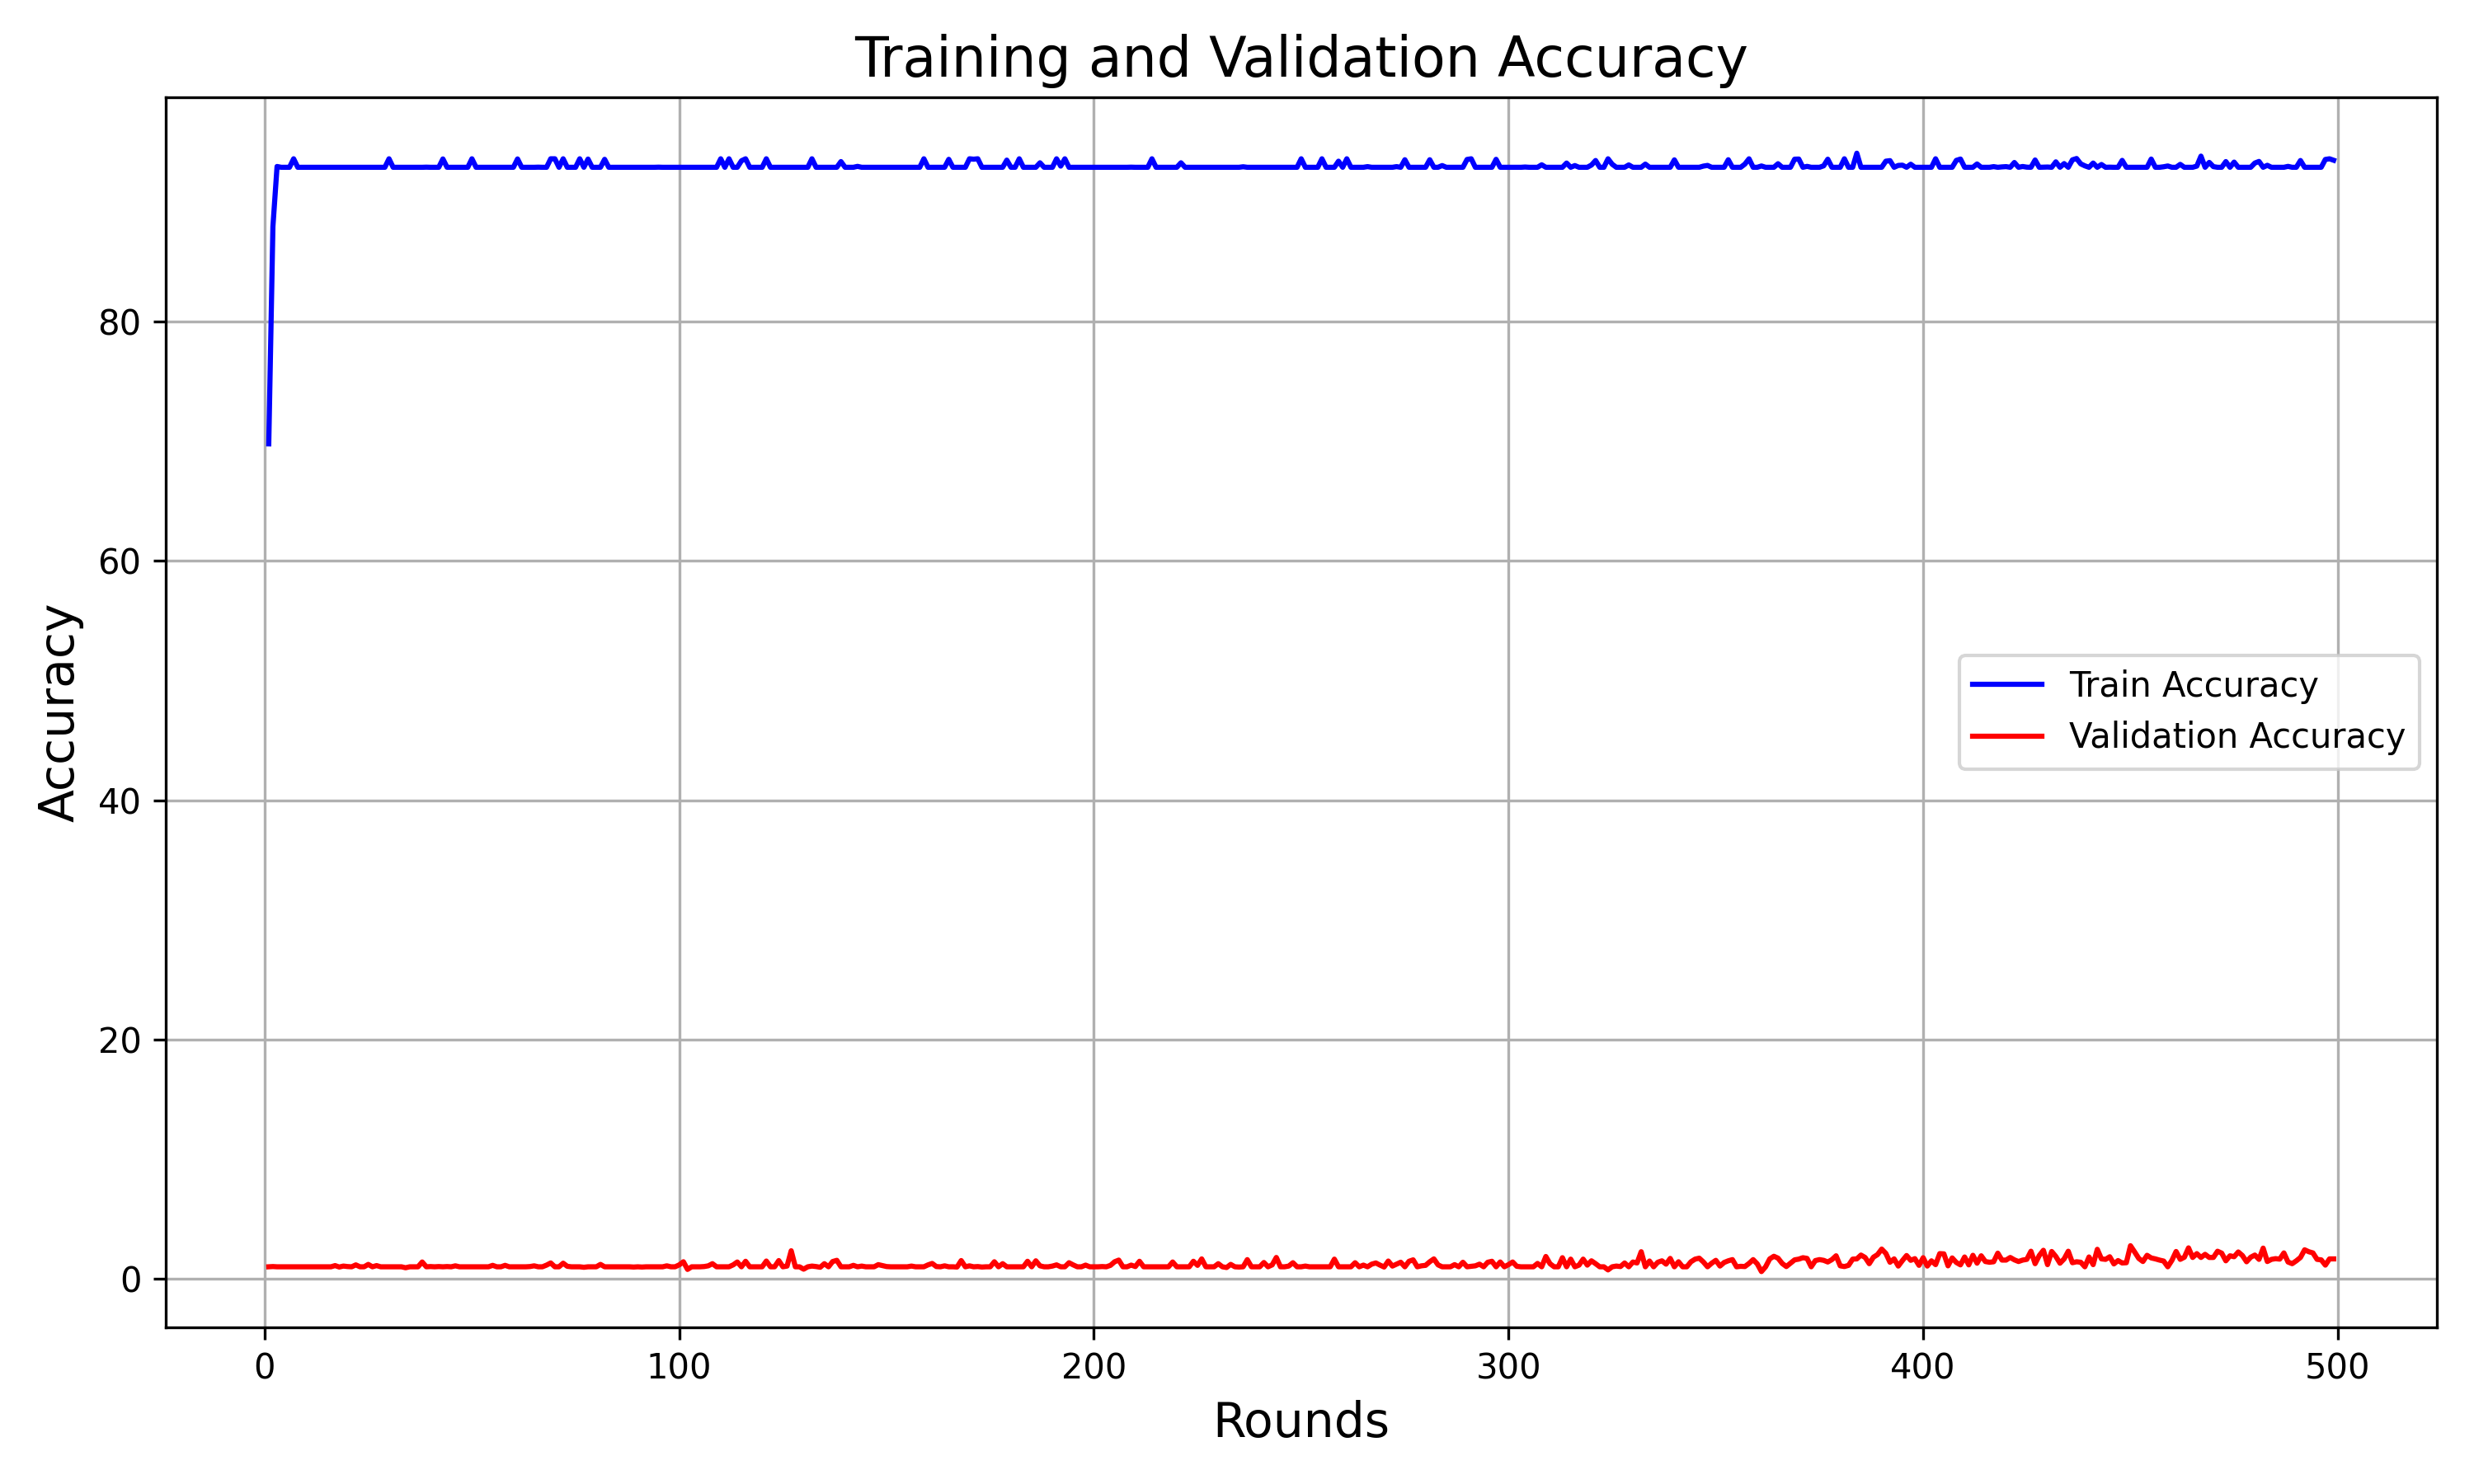 Training and Validation Accuracy
Accuracy
80
60
40
20
0
Train Accuracy
Validation Accuracy
0 100 200 300 400 500
Rounds